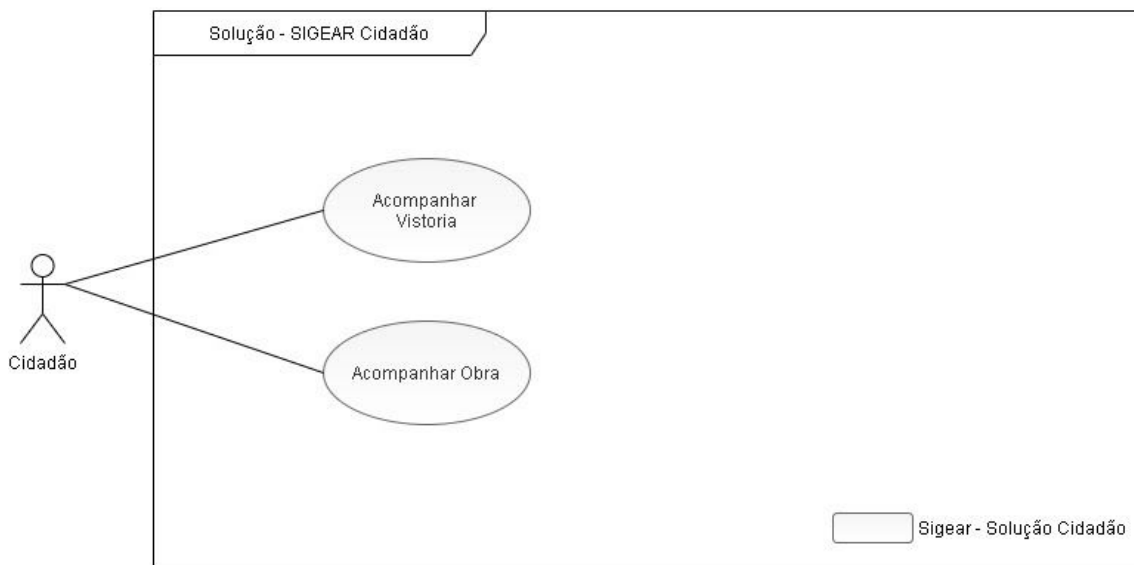 Solução - SIGEAR Cidadão
Acompanhar
Vistoria
Cidadão
Acompanhar Obra
Sigear - Solução Cidadão